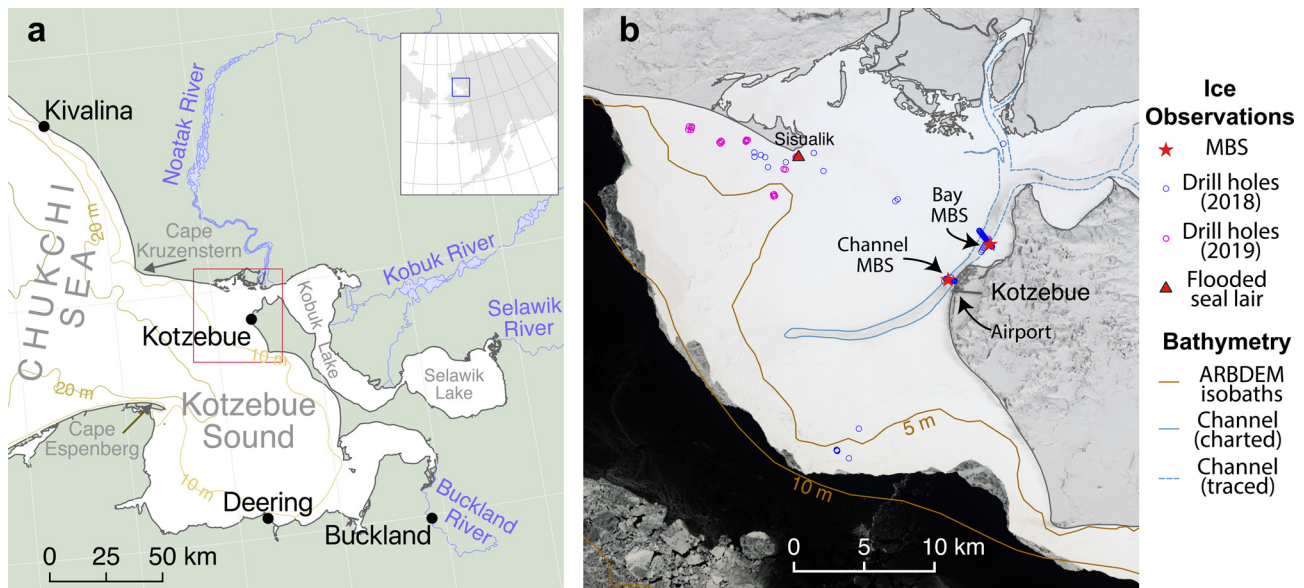 a
Kivalina
Noatak River
CHUKCHI
SEA
20 m
Cape
Kruzenstern
Kobuk River
Selawik
River
Kotzebue
Kobuk
Lake
10 m
Selawik
Lake
20 m
Kotzebue
Sound
Cape
Espenberg
10 m
Deering
Buckland
Buckland
River
0 25 50 km
b
Sisualik
Bay
MBS
Channel
MBS
Kotzebue
Airport
5 m
10 m
0 5 10 km
Ice
Observations
MBS
Drill holes
(2018)
Drill holes
(2019)
Flooded
seal lair
Bathymetry
ARBDEM
isobaths
Channel
(charted)
Channel
(traced)